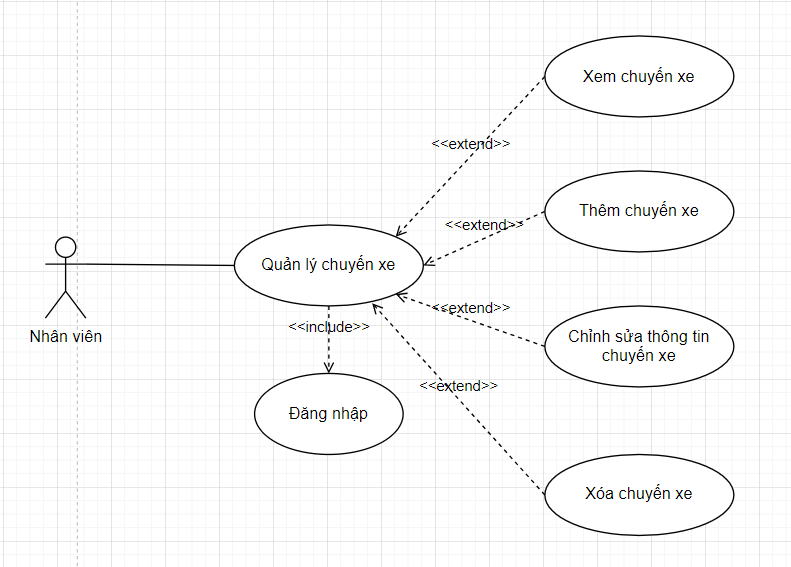 Xem chuyến xe
<<extend>>
Thêm chuyến xe
<<extend>>
Quản lý chuyến xe
Nhân viên
<<include>>
<<extend>>
Chỉnh sửa thông tin
chuyến xe
<<extend>>
Đăng nhập
Xóa chuyến xe